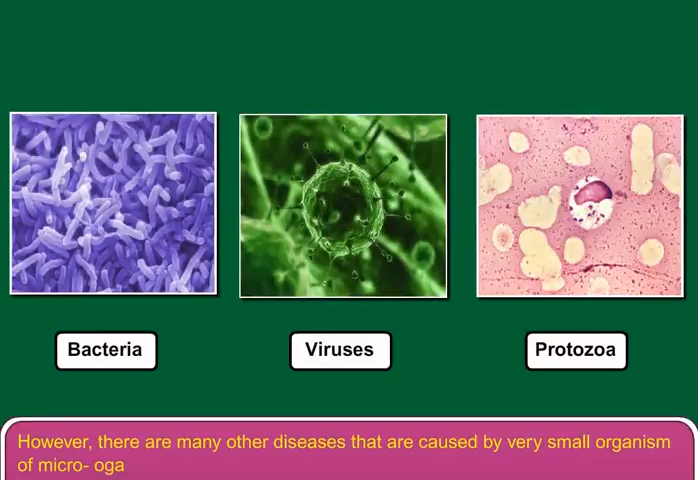 Bacteria
Viruses
Protozoa
However, there are many other diseases that are caused by very small organism
of micro- oga